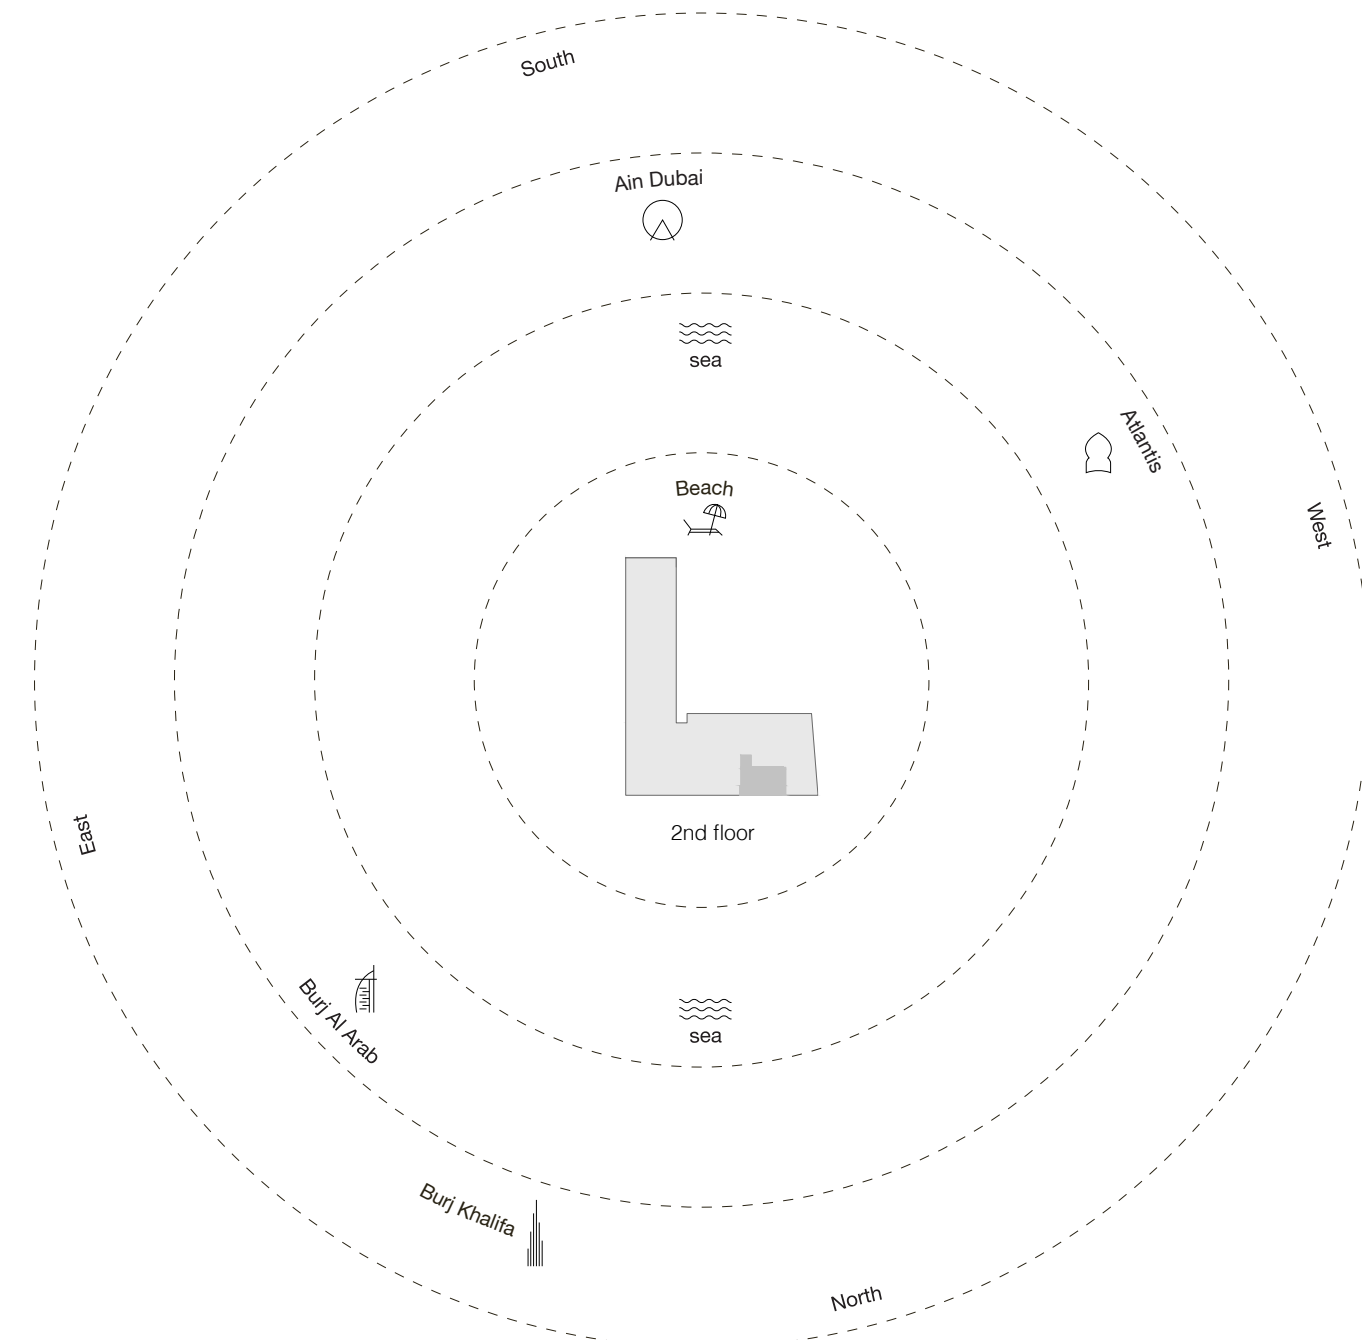 South
Ain Dubai
sea
Atlantis
Beach
West
2nd floor
East
Burj Al Arab
sea
Burj Khalifa
North